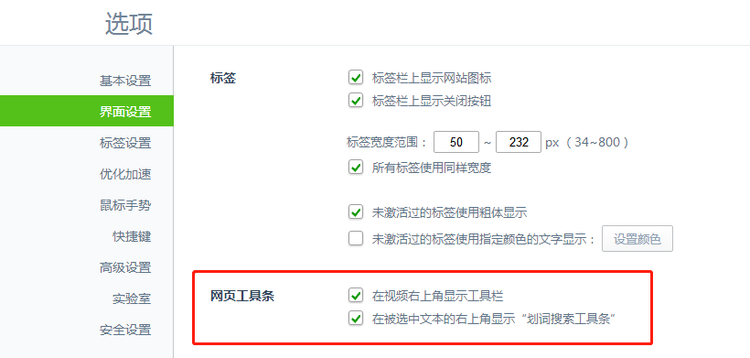 选项
基本设置
界面设置
标签设置
优化加速
鼠标手势
快捷键
高级设置
实验室
安全设置
标签
标签栏上显示网站图标
标签栏上显示关闭按钮
标签宽度范围： 50 ~ 232 px （34~800）
所有标签使用同样宽度
未激活过的标签使用粗体显示
未激活过的标签使用指定颜色的文字显示： 设置颜色
网页工具条
在视频右上角显示工具栏
在被选中文本的右上角显示“划词搜索工具条”